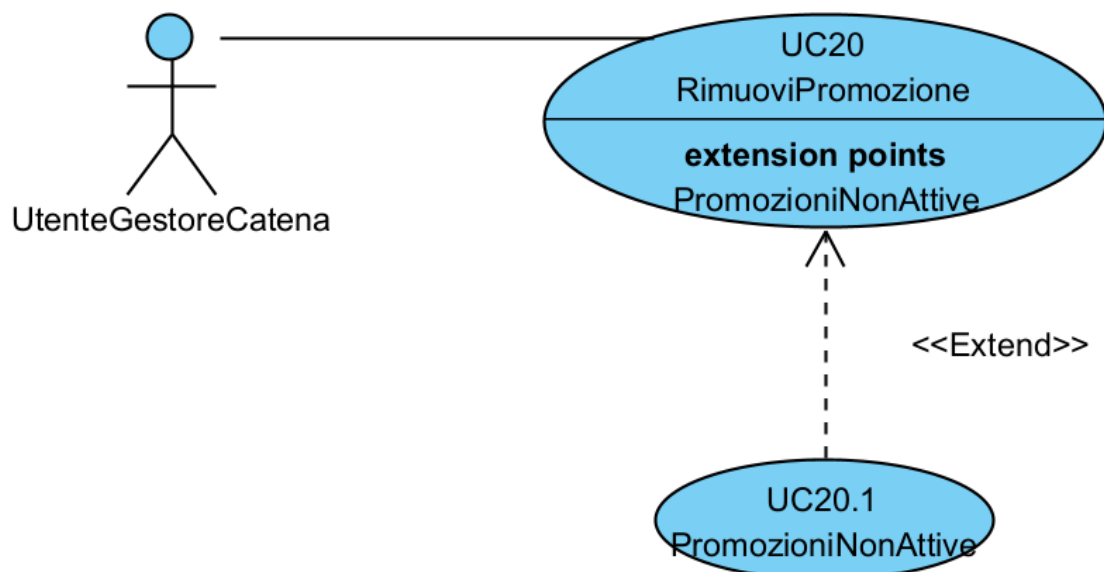 UC20
RimuoviPromozione
extension points
PromozioniNonAttive
UtenteGestoreCatena
<<Extend>>
UC20.1
PromozioniNonAttive